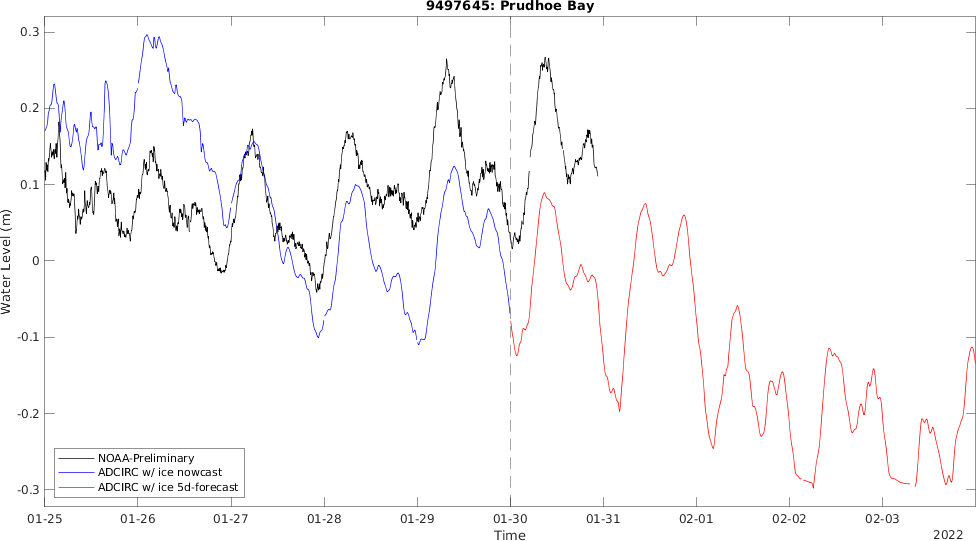 9497645: Prudhoe Bay
0.3
0.2
0.1
0
-0.1
-0.2
-0.3
Water Level (m)
NOAA-Preliminary
ADCIRC w/ ice nowcast
ADCIRC w/ ice 5d-forecast
01-25 01-26 01-27 01-28 01-29 01-30 01-31 02-01 02-02 02-03
Time
2022